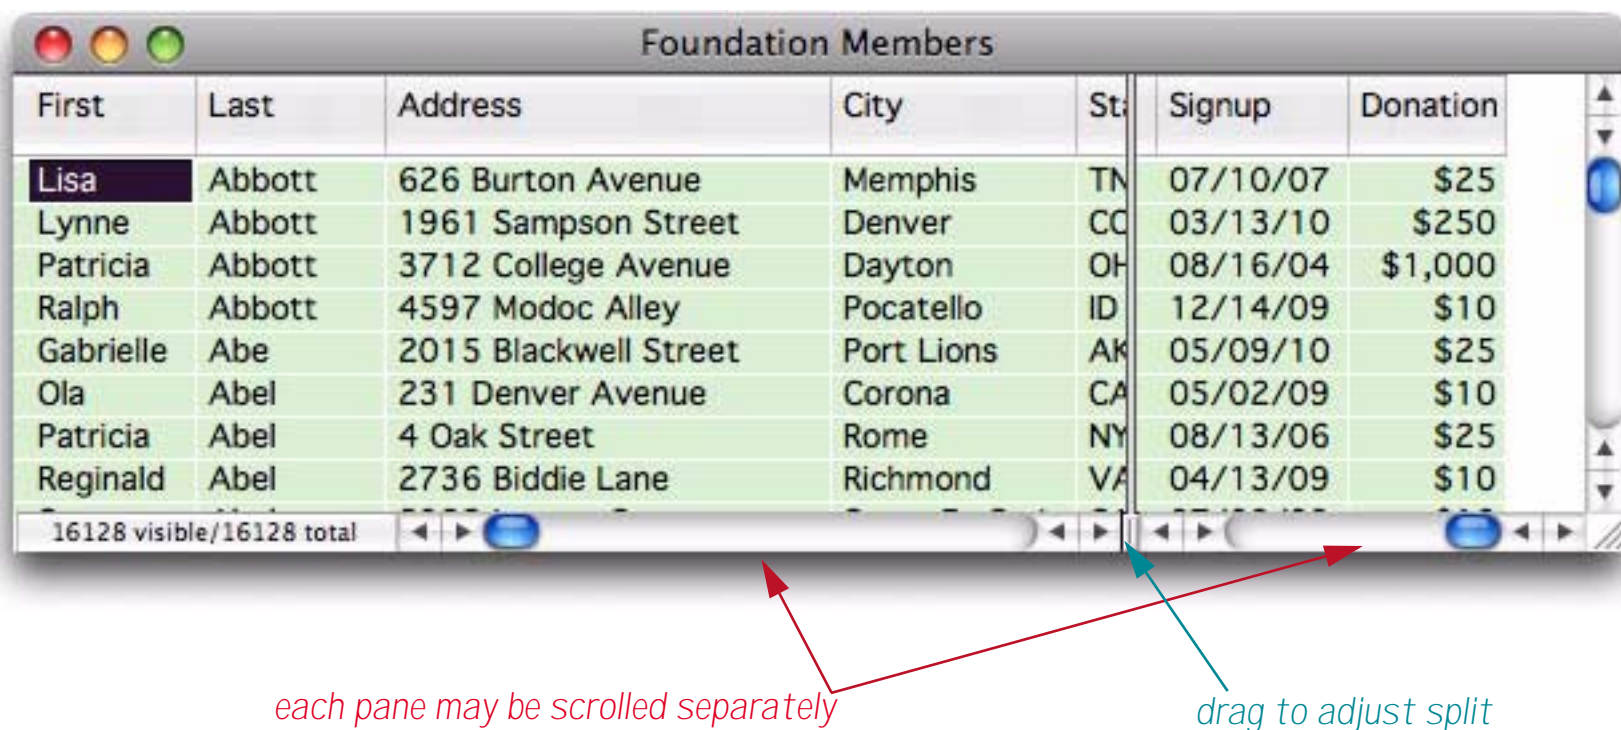 Foundation Members
First Last Address City Sta Signup Donation
Lisa Abbott 626 Burton Avenue Memphis TN 07/10/07 $25
Lynne Abbott 1961 Sampson Street Denver CO 03/13/10 $250
Patricia Abbott 3712 College Avenue Dayton OH 08/16/04 $1,000
Ralph Abbott 4597 Modoc Alley Pocatello ID 12/14/09 $10
Gabrielle Abe 2015 Blackwell Street Port Lions AK 05/09/10 $25
Ola Abel 231 Denver Avenue Corona CA 05/02/09 $10
Patricia Abel 4 Oak Street Rome NY 08/13/06 $25
Reginald Abel 2736 Biddie Lane Richmond VA 04/13/09 $10
16128 visible/16128 total
each pane may be scrolled separately
drag to adjust split